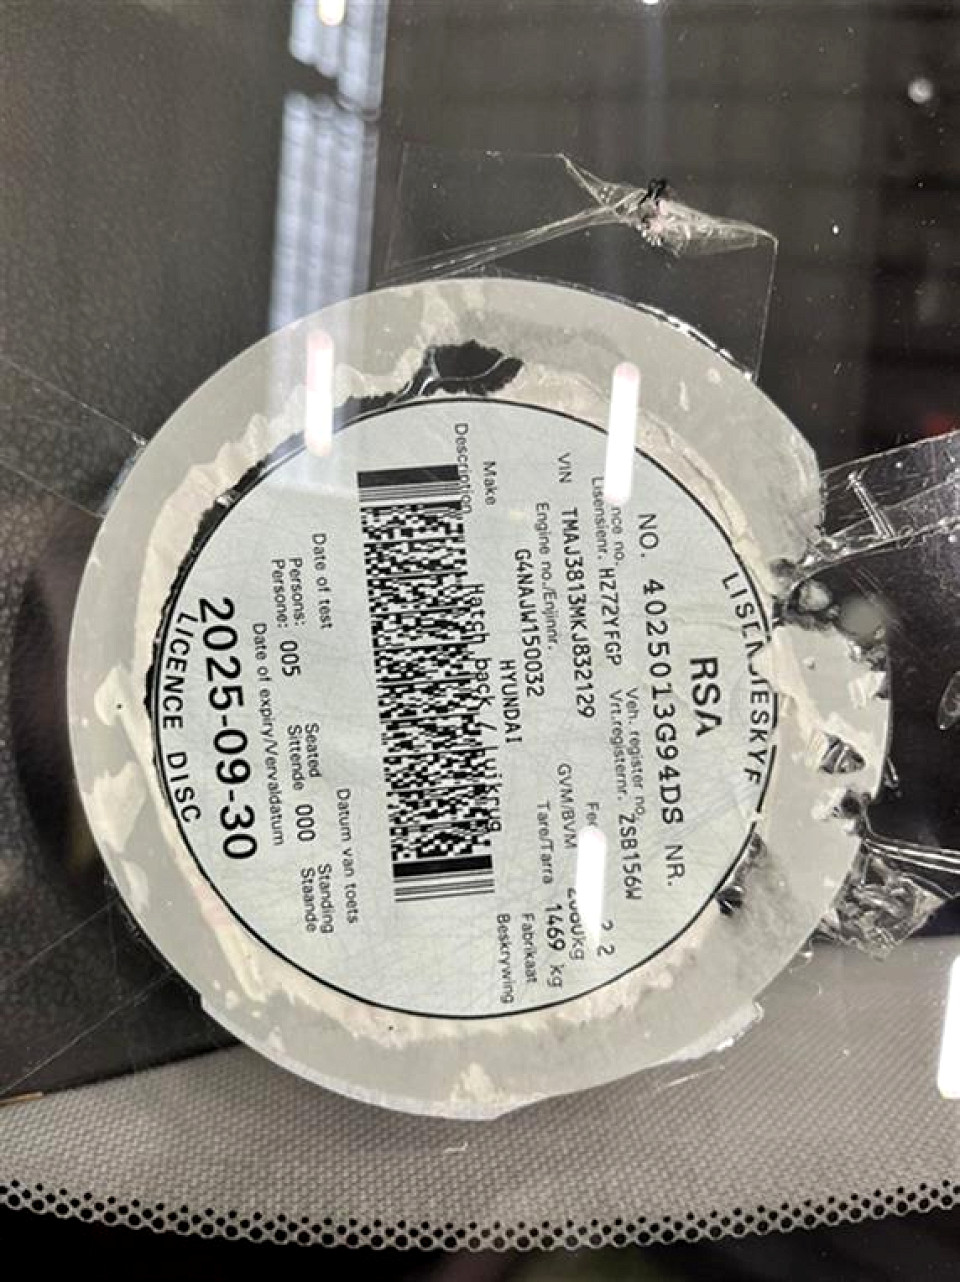 RSA
NO. 4025013G94DS NR.
nce no. Veh. register no.
Lisensienr. HZ72YFGP Vrt.registernr. ZSB156W
VIN TMAJ3813MKJ832129 GVM/BVM kg
Engine no./Enjinnr. Tare/Tarra 1469 kg
G4NAJW150032
Make HYUNDAI Fabrikaat
Description Hatch back / Luikrug Beskrywing
Date of test Datum van toets
Persons: Seated Standing
Persone: 005 Sittende 000 Staande
Date of expiry/Vervaldatum
2025-09-30
LICENCE DISC